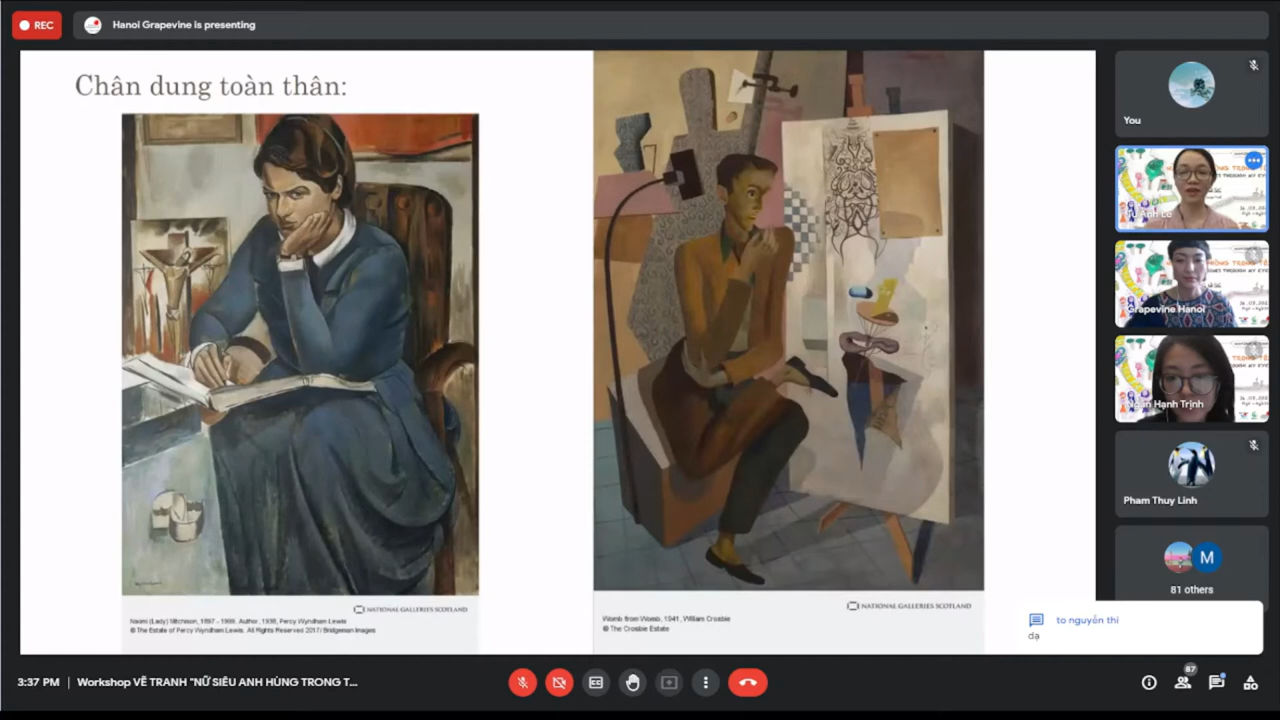 REC
Hanoi Grapevine is presenting
Chân dung toàn thân:
NATIONAL GALLERIES SCOTLAND
Naomi (Lady) Mitchison, 1897 - 1999. Author, 1938, Percy Wyndham Lewis
© The Estate of Percy Wyndham Lewis. All Rights Reserved 2017/ Bridgeman Images
NATIONAL GALLERIES SCOTLAND
Womb from Womb, 1941, William Crosbie
© The Crosbie Estate
You
Grapevine Hanoi
Hạnh Trịnh
Pham Thuy Linh
M
81 others
to nguyễn thi
dạ
3:37 PM
Workshop VẼ TRANH "NỮ SIÊU ANH HÙNG TRONG T...
87